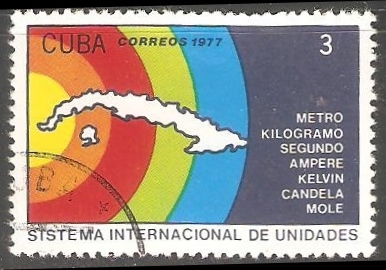 CUBA CORREOS 1977 3
METRO
KILOGRAMO
SEGUNDO
AMPERE
KELVIN
CANDELA
MOLE
SISTEMA INTERNACIONAL DE UNIDADES